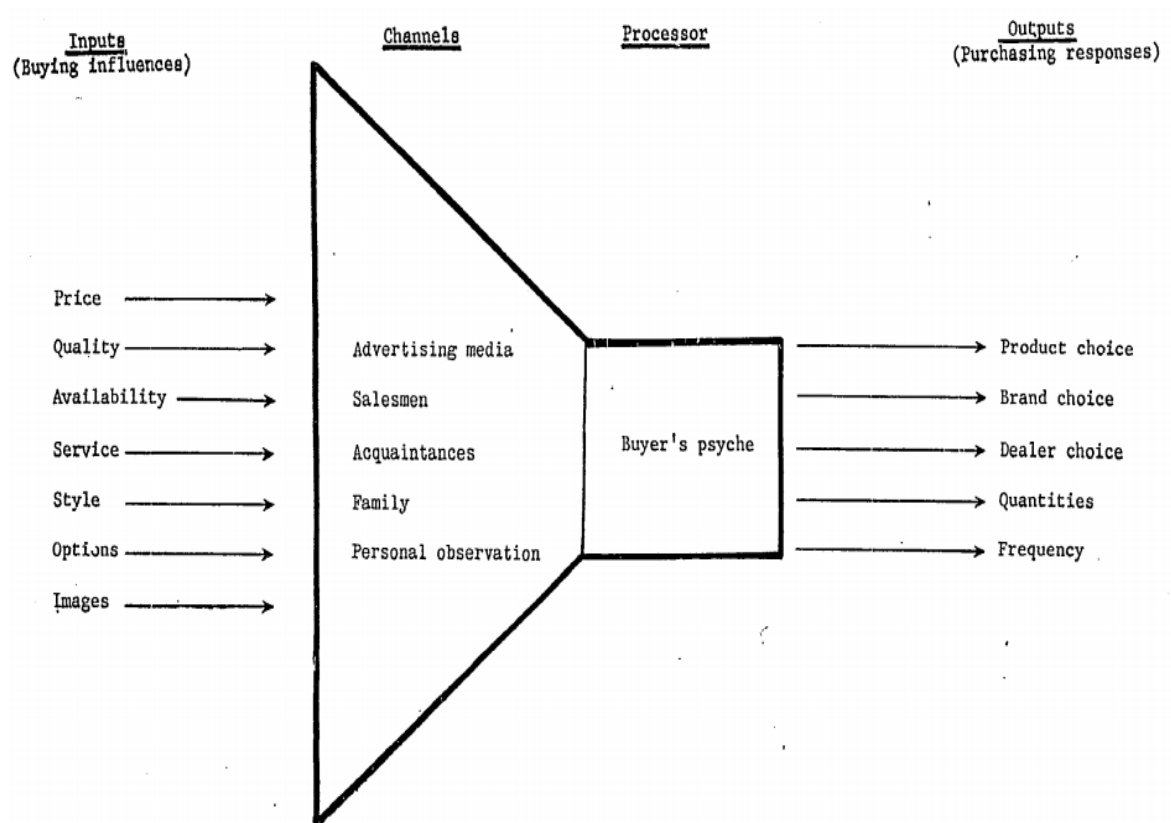 Inputs
(Buying influences)
Channels
Processor
Outputs
(Purchasing responses)
Price
Quality
Availability
Service
Style
Options
Images
Advertising media
Salesmen
Acquaintances
Family
Personal observation
Buyer's psyche
Product choice
Brand choice
Dealer choice
Quantities
Frequency